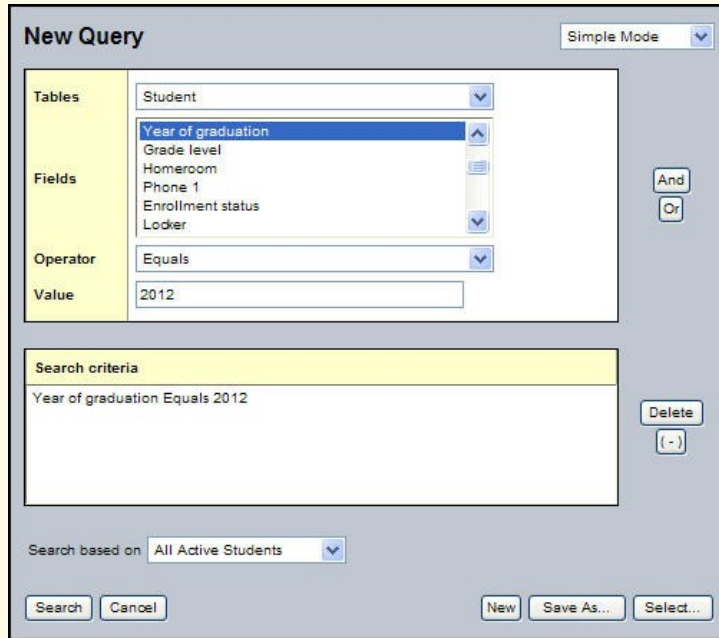 New Query
Simple Mode
Tables
Student
Fields
Year of graduation
Grade level
Homeroom
Phone 1
Enrollment status
Locker
And
Or
Operator
Equals
Value
2012
Search criteria
Year of graduation Equals 2012
Delete
( - )
Search based on All Active Students
Search Cancel New Save As... Select...